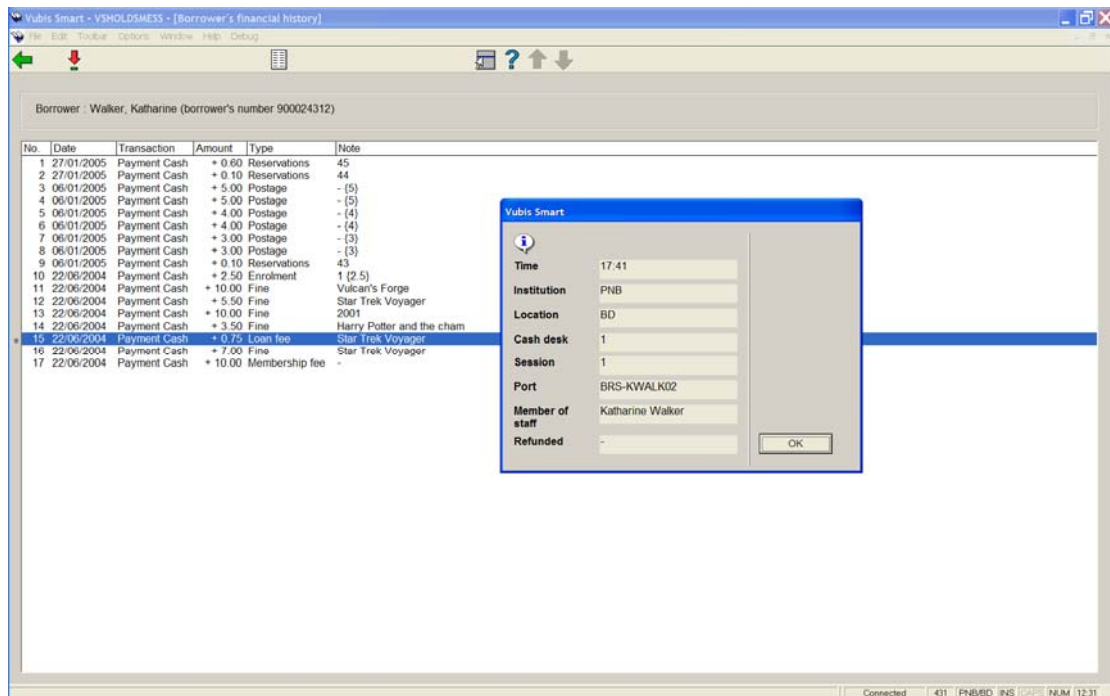 Vubis Smart - VSHOLDSMESS - [Borrower's financial history]
File Edit Toolbar Options Window Help Debug
Borrower : Walker, Katharine (borrower's number 900024312)
No. Date Transaction Amount Type Note
1 27/01/2005 Payment Cash + 0.60 Reservations 45
2 27/01/2005 Payment Cash + 0.10 Reservations 44
3 06/01/2005 Payment Cash + 5.00 Postage - {5}
4 06/01/2005 Payment Cash + 5.00 Postage - {5}
5 06/01/2005 Payment Cash + 4.00 Postage - {4}
6 06/01/2005 Payment Cash + 4.00 Postage - {4}
7 06/01/2005 Payment Cash + 3.00 Postage - {3}
8 06/01/2005 Payment Cash + 3.00 Postage - {3}
9 06/01/2005 Payment Cash + 0.10 Reservations 43
10 22/06/2004 Payment Cash + 2.50 Enrolment 1 {2.5}
11 22/06/2004 Payment Cash + 10.00 Fine Vulcan's Forge
12 22/06/2004 Payment Cash + 5.50 Fine Star Trek Voyager
13 22/06/2004 Payment Cash + 10.00 Fine 2001
14 22/06/2004 Payment Cash + 3.50 Fine Harry Potter and the cham
15 22/06/2004 Payment Cash + 0.75 Loan fee Star Trek Voyager
16 22/06/2004 Payment Cash + 7.00 Fine Star Trek Voyager
17 22/06/2004 Payment Cash + 10.00 Membership fee -
Vubis Smart
Time 17:41
Institution PNB
Location BD
Cash desk 1
Session 1
Port BRS-KWALK02
Member of staff Katharine Walker
Refunded -
OK
Connected 431 PNB/BD INS CAPS NUM 12:31